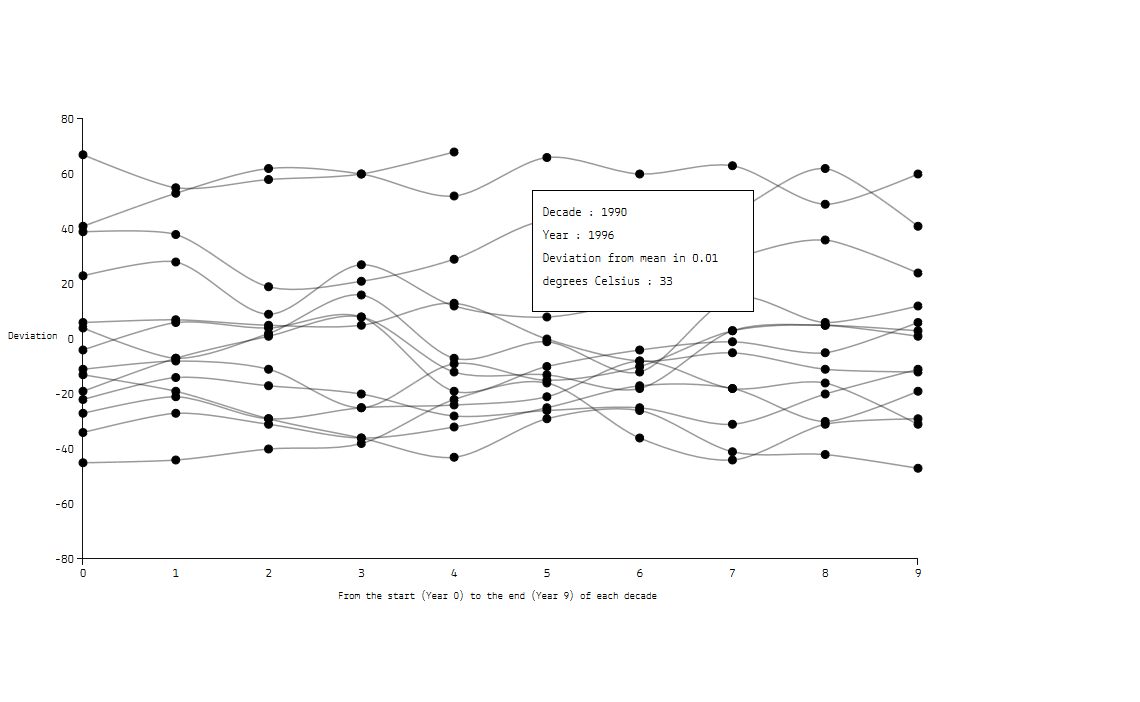 80
60
40
20
0
-20
-40
-60
-80
Deviation
Decade : 1990
Year : 1996
Deviation from mean in 0.01
degrees Celsius : 33
0 1 2 3 4 5 6 7 8 9
From the start (Year 0) to the end (Year 9) of each decade